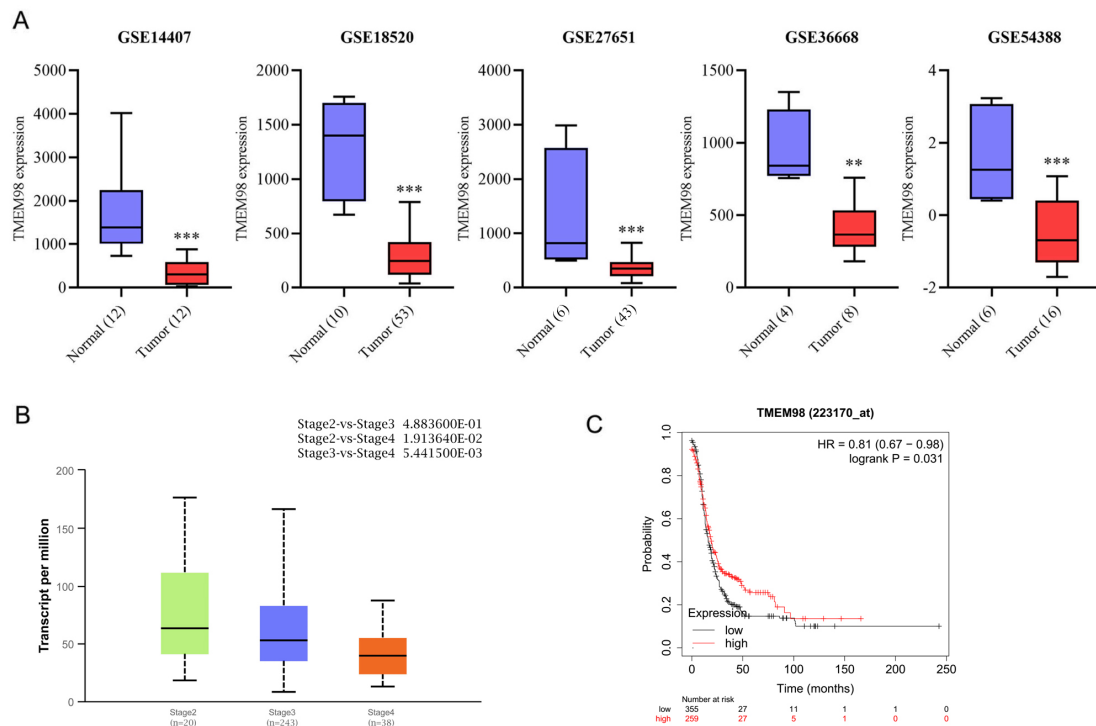 A
GSE14407
GSE18520
GSE27651
GSE36668
GSE54388
TMEM98 expression
5000
4000
3000
2000
1000
0
***
Normal (12)
Tumor (12)
TMEM98 expression
2000
1500
1000
500
0
***
Normal (10)
Tumor (53)
TMEM98 expression
4000
3000
2000
1000
0
***
Normal (6)
Tumor (43)
TMEM98 expression
1500
1000
500
0
**
Normal (4)
Tumor (8)
TMEM98 expression
4
2
0
-2
***
Normal (6)
Tumor (16)
B
Stage2-vs-Stage3 4.883600E-01
Stage2-vs-Stage4 1.913640E-02
Stage3-vs-Stage4 5.441500E-03
Transcript per million
200
150
100
50
0
Stage2
(n=20)
Stage3
(n=243)
Stage4
(n=38)
C
TMEM98 (223170_at)
HR = 0.81 (0.67 − 0.98)
logrank P = 0.031
Probability
1.0
0.8
0.6
0.4
0.2
0.0
Expression
low
high
0 50 100 150 200 250
Time (months)
Number at risk
low 355 27 11 1 1 0
high 259 27 5 1 0 0